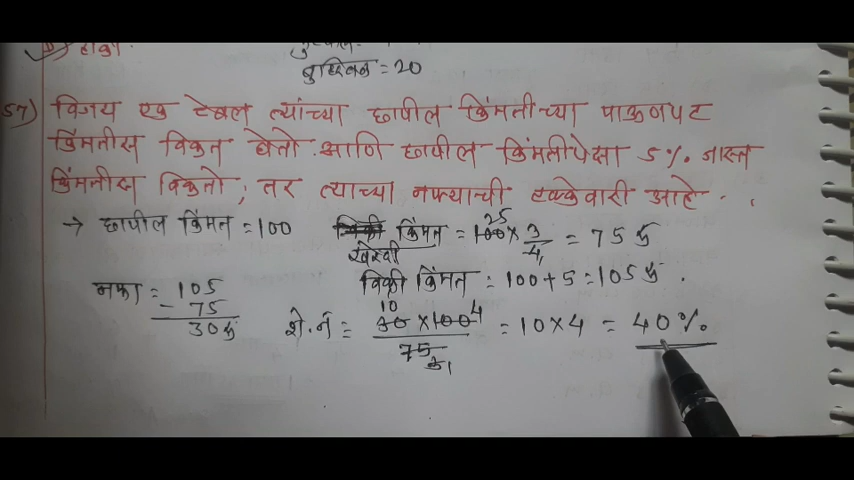 बुध्दिबळ = 20
57) विजय एक टेबल त्यांच्या छापील किंमतीच्या पाऊणपट
किंमतीस विकत घेतो. आणि छापील किंमतीपेक्षा 5% जास्त
किंमतीस विकतो; तर त्याच्या नफ्याची टक्केवारी आहे. .
→ छापील किंमत = 100 खरेदी किंमत = 100 × 3/4 = 75 रु
विक्री किंमत = 100 + 5 = 105 रु.
नफा = 105
- 75
30 रु
शे.न = 30 × 100 / 75 = 10 × 4 = 40%